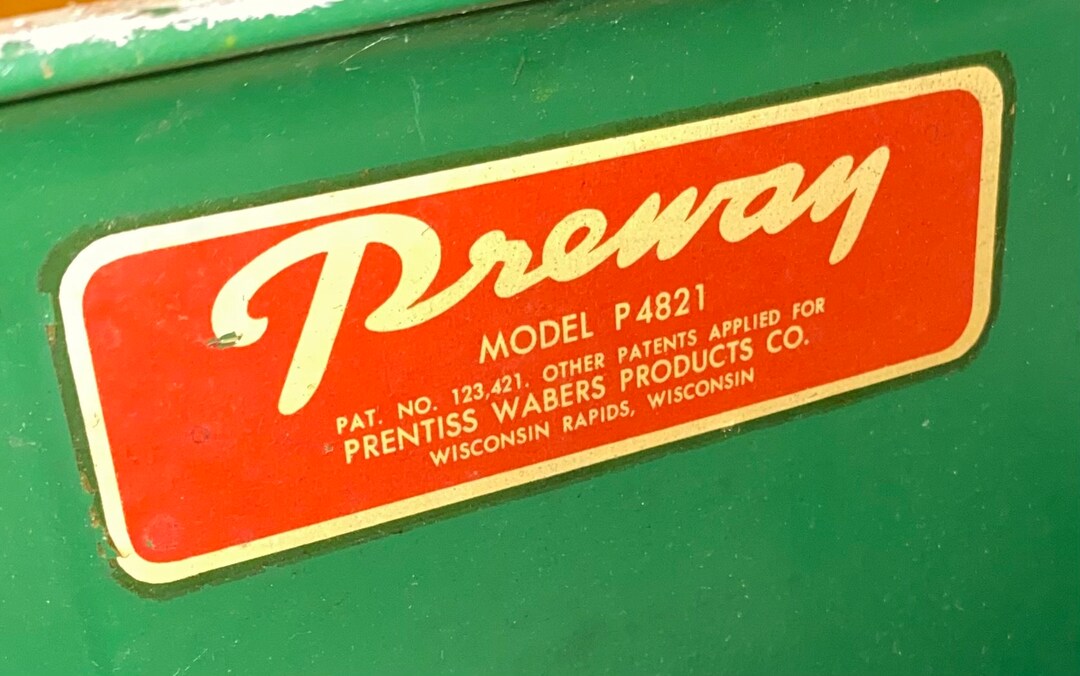 Preway
MODEL P4821
PAT. NO. 123,421. OTHER PATENTS APPLIED FOR
PRENTISS WABERS PRODUCTS CO.
WISCONSIN RAPIDS, WISCONSIN